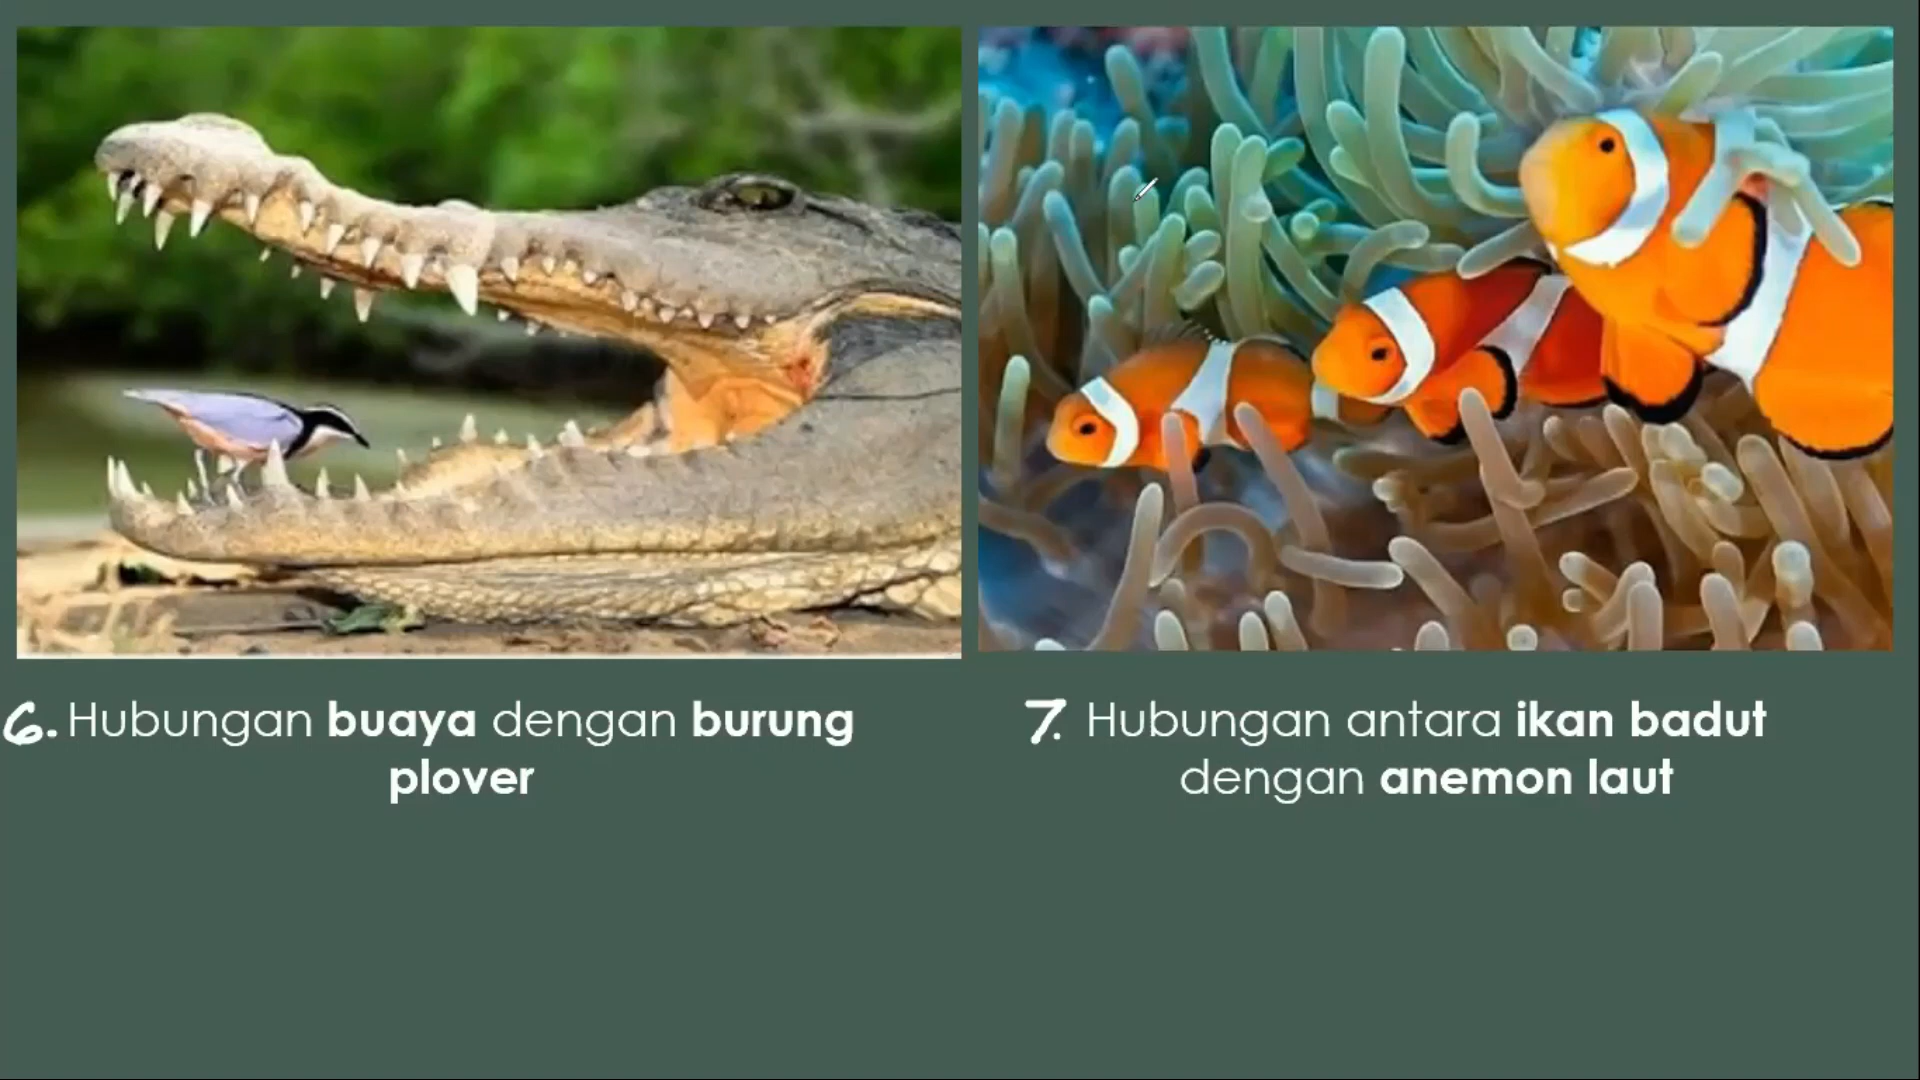 6. Hubungan buaya dengan burung
plover
7. Hubungan antara ikan badut
dengan anemon laut